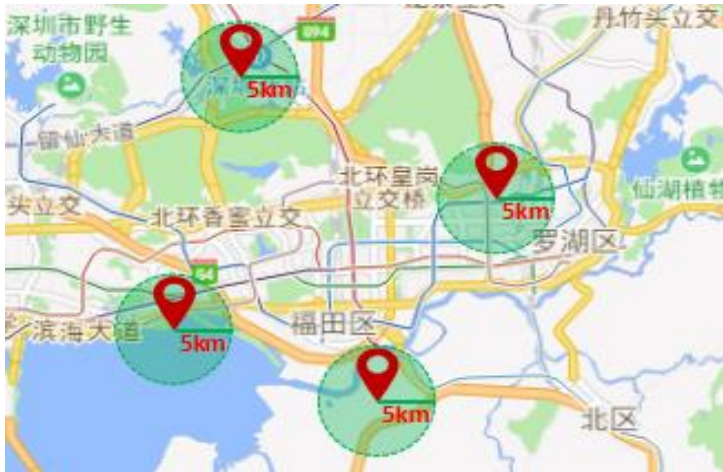 深圳市野生
动物园
S94
丹竹头立交
5km
留仙大道
北环皇岗
立交桥
仙湖植物
头立交
北环香蜜立交
5km
罗湖区
G4
滨海大道
福田区
5km
5km
北区